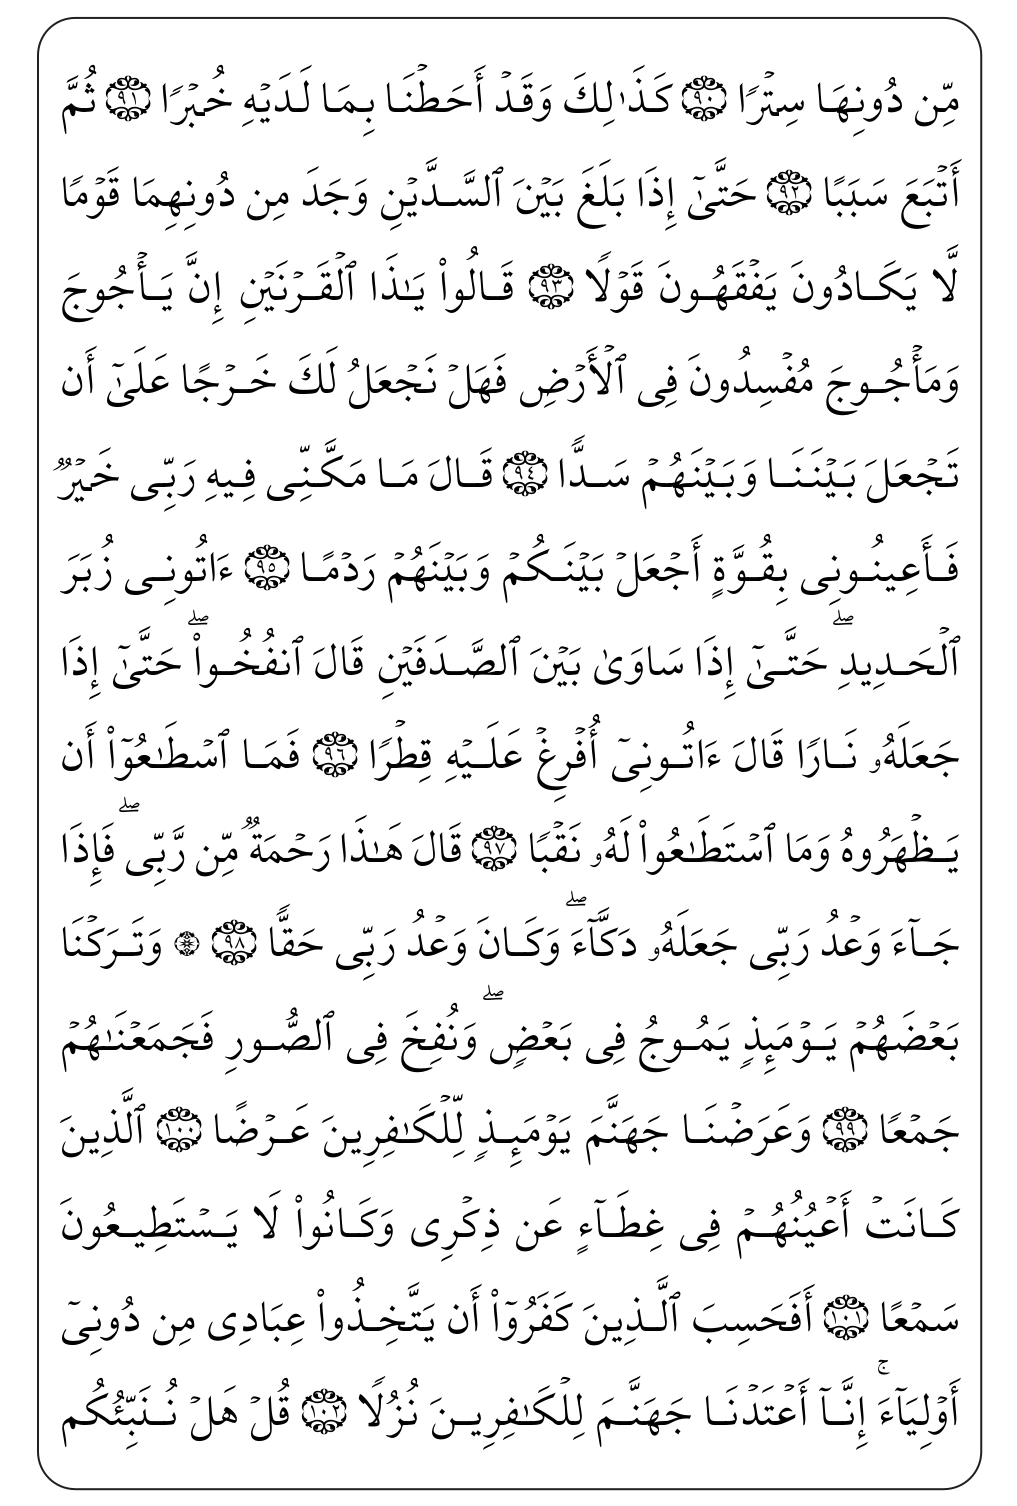 مِّن دُونِهَا سِتۡرٗا ٩٠ كَذَٰلِكَ وَقَدۡ أَحَطۡنَا بِمَا لَدَيۡهِ خُبۡرٗا ٩١ ثُمَّ
أَتۡبَعَ سَبَبًا ٩٢ حَتَّىٰٓ إِذَا بَلَغَ بَيۡنَ ٱلسَّدَّيۡنِ وَجَدَ مِن دُونِهِمَا قَوۡمٗا
لَّا يَكَادُونَ يَفۡقَهُونَ قَوۡلٗا ٩٣ قَالُواْ يَٰذَا ٱلۡقَرۡنَيۡنِ إِنَّ يَأۡجُوجَ
وَمَأۡجُوجَ مُفۡسِدُونَ فِي ٱلۡأَرۡضِ فَهَلۡ نَجۡعَلُ لَكَ خَرۡجًا عَلَىٰٓ أَن
تَجۡعَلَ بَيۡنَنَا وَبَيۡنَهُمۡ سَدّٗا ٩٤ قَالَ مَا مَكَّنِّي فِيهِ رَبِّي خَيۡرٞ
فَأَعِينُونِي بِقُوَّةٍ أَجۡعَلۡ بَيۡنَكُمۡ وَبَيۡنَهُمۡ رَدۡمًا ٩٥ ءَاتُونِي زُبَرَ
ٱلۡحَدِيدِۖ حَتَّىٰٓ إِذَا سَاوَىٰ بَيۡنَ ٱلصَّدَفَيۡنِ قَالَ ٱنفُخُواْۖ حَتَّىٰٓ إِذَا
جَعَلَهُۥ نَارٗا قَالَ ءَاتُونِيٓ أُفۡرِغۡ عَلَيۡهِ قِطۡرٗا ٩٦ فَمَا ٱسۡطَٰعُوٓاْ أَن
يَظۡهَرُوهُ وَمَا ٱسۡتَطَٰعُواْ لَهُۥ نَقۡبٗا ٩٧ قَالَ هَٰذَا رَحۡمَةٞ مِّن رَّبِّيۖ فَإِذَا
جَآءَ وَعۡدُ رَبِّي جَعَلَهُۥ دَكَّآءَۖ وَكَانَ وَعۡدُ رَبِّي حَقّٗا ٩٨ ۞ وَتَرَكۡنَا
بَعۡضَهُمۡ يَوۡمَئِذٖ يَمُوجُ فِي بَعۡضٖۖ وَنُفِخَ فِي ٱلصُّورِ فَجَمَعۡنَٰهُمۡ
جَمۡعٗا ٩٩ وَعَرَضۡنَا جَهَنَّمَ يَوۡمَئِذٖ لِّلۡكَٰفِرِينَ عَرۡضًا ١٠٠ ٱلَّذِينَ
كَانَتۡ أَعۡيُنُهُمۡ فِي غِطَآءٍ عَن ذِكۡرِي وَكَانُواْ لَا يَسۡتَطِيعُونَ
سَمۡعًا ١٠١ أَفَحَسِبَ ٱلَّذِينَ كَفَرُوٓاْ أَن يَتَّخِذُواْ عِبَادِي مِن دُونِيٓ
أَوۡلِيَآءَۚ إِنَّآ أَعۡتَدۡنَا جَهَنَّمَ لِلۡكَٰفِرِينَ نُزُلٗا ١٠٢ قُلۡ هَلۡ نُنَبِّئُكُم